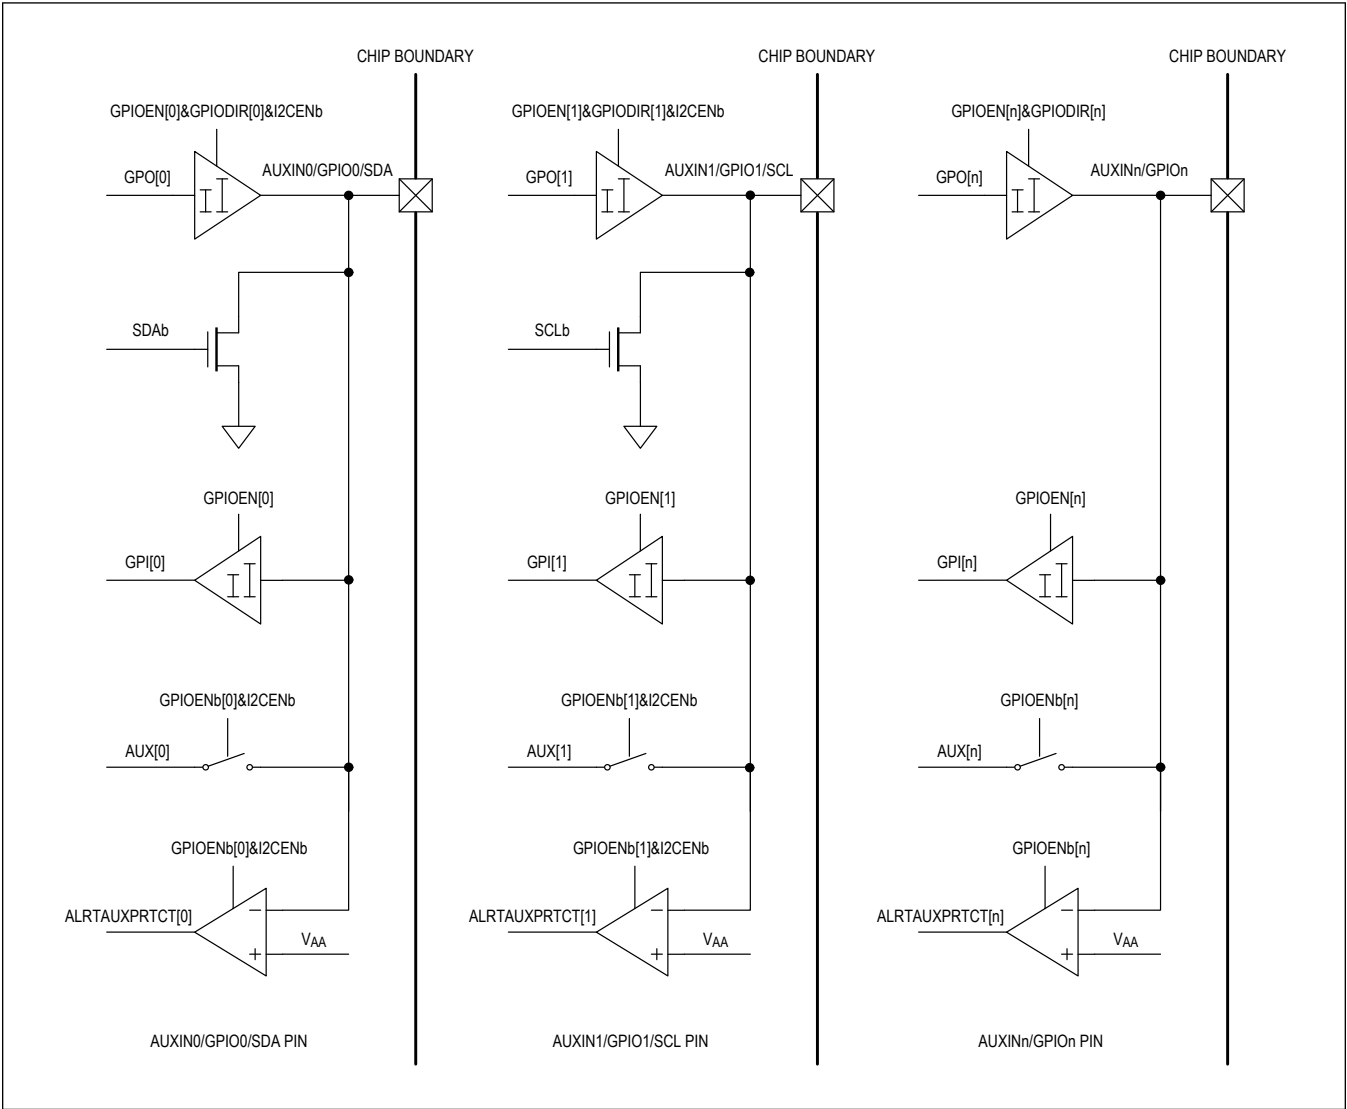 CHIP BOUNDARY
GPIOEN[0]&GPIODIR[0]&I2CENb
GPO[0]
AUXIN0/GPIO0/SDA
SDAb
GPIOEN[0]
GPI[0]
GPIOENb[0]&I2CENb
AUX[0]
GPIOENb[0]&I2CENb
ALRTAUXPRTCT[0]
−
+
VAA
AUXIN0/GPIO0/SDA PIN
CHIP BOUNDARY
GPIOEN[1]&GPIODIR[1]&I2CENb
GPO[1]
AUXIN1/GPIO1/SCL
SCLb
GPIOEN[1]
GPI[1]
GPIOENb[1]&I2CENb
AUX[1]
GPIOENb[1]&I2CENb
ALRTAUXPRTCT[1]
−
+
VAA
AUXIN1/GPIO1/SCL PIN
CHIP BOUNDARY
GPIOEN[n]&GPIODIR[n]
GPO[n]
AUXINn/GPIOn
GPIOEN[n]
GPI[n]
GPIOENb[n]
AUX[n]
GPIOENb[n]
ALRTAUXPRTCT[n]
−
+
VAA
AUXINn/GPIOn PIN